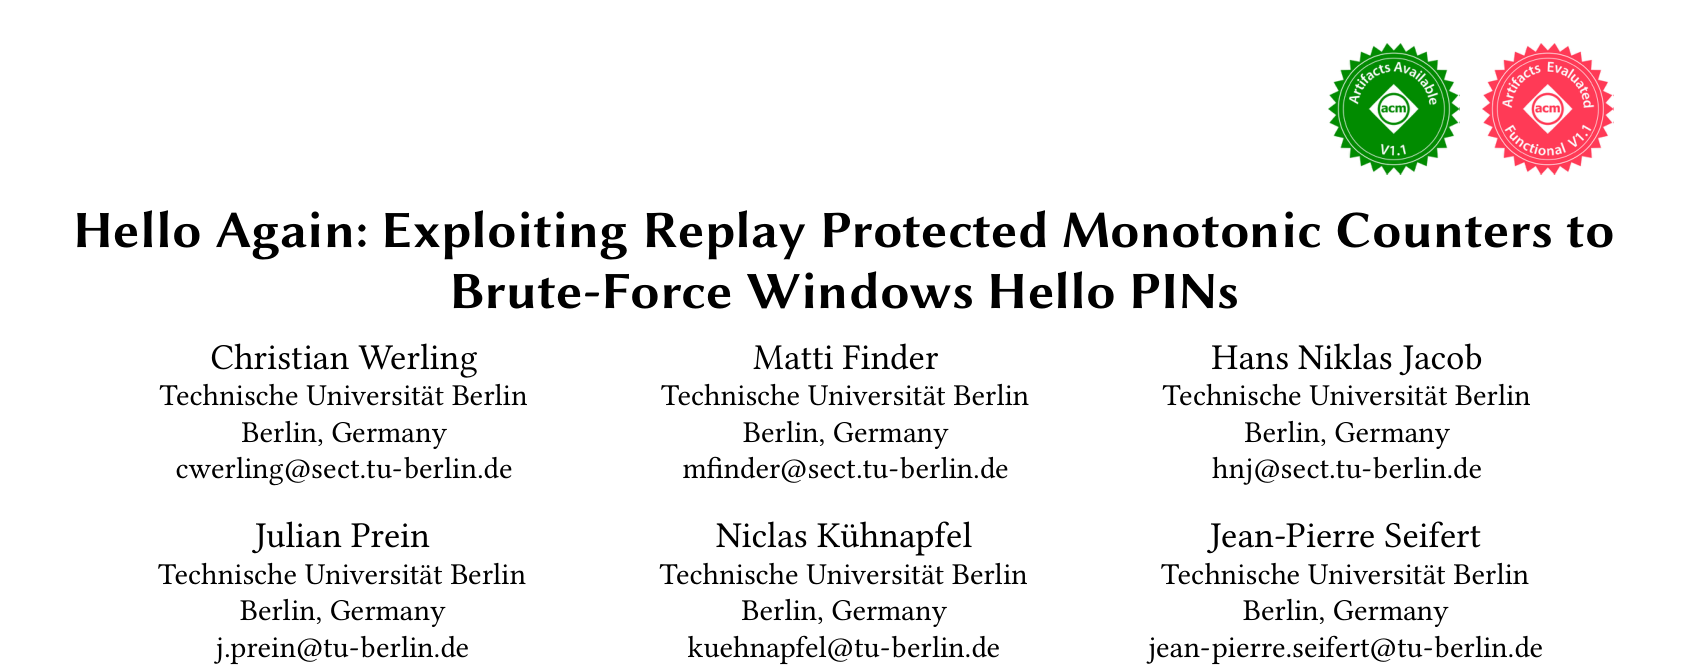 Artifacts Available
acm
V1.1
Artifacts Evaluated
acm
Functional V1.1
Hello Again: Exploiting Replay Protected Monotonic Counters to
Brute-Force Windows Hello PINs
Christian Werling
Technische Universität Berlin
Berlin, Germany
cwerling@sect.tu-berlin.de
Matti Finder
Technische Universität Berlin
Berlin, Germany
mfinder@sect.tu-berlin.de
Hans Niklas Jacob
Technische Universität Berlin
Berlin, Germany
hnj@sect.tu-berlin.de
Julian Prein
Technische Universität Berlin
Berlin, Germany
j.prein@tu-berlin.de
Niclas Kühnapfel
Technische Universität Berlin
Berlin, Germany
kuehnapfel@tu-berlin.de
Jean-Pierre Seifert
Technische Universität Berlin
Berlin, Germany
jean-pierre.seifert@tu-berlin.de